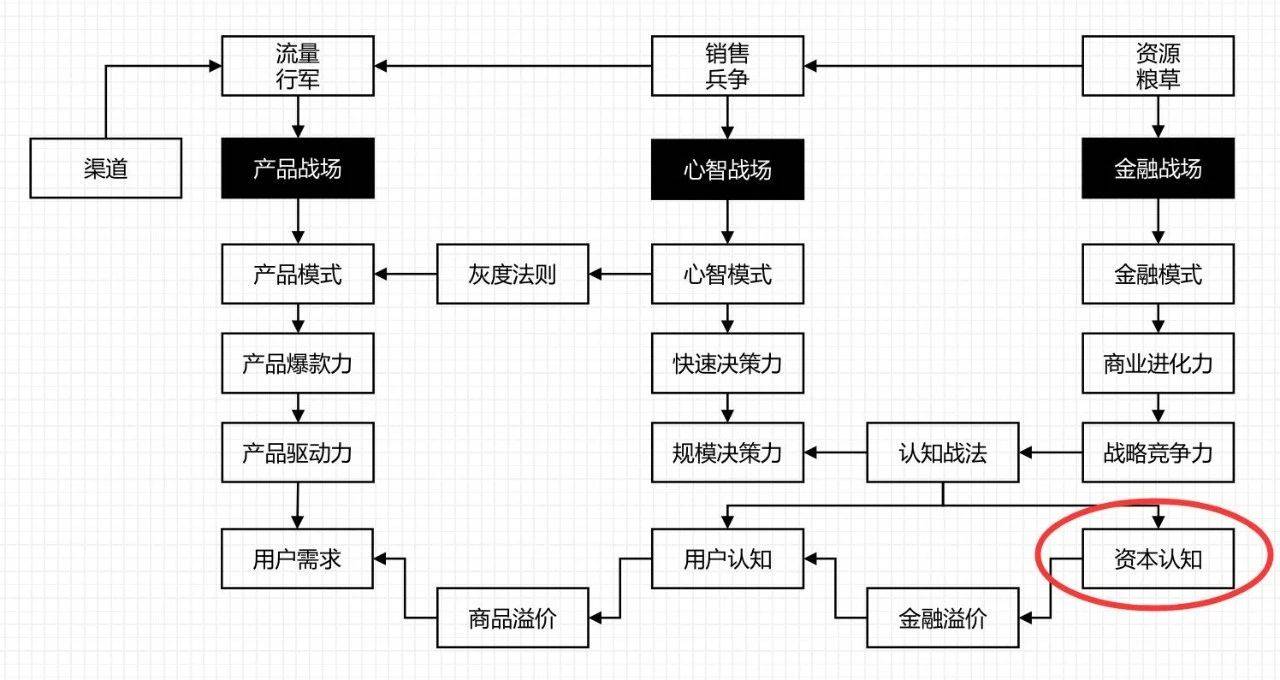 流量
行军
销售
兵争
资源
粮草
渠道
产品战场
心智战场
金融战场
产品模式
灰度法则
心智模式
金融模式
产品爆款力
快速决策力
商业进化力
产品驱动力
规模决策力
认知战法
战略竞争力
用户需求
用户认知
资本认知
商品溢价
金融溢价